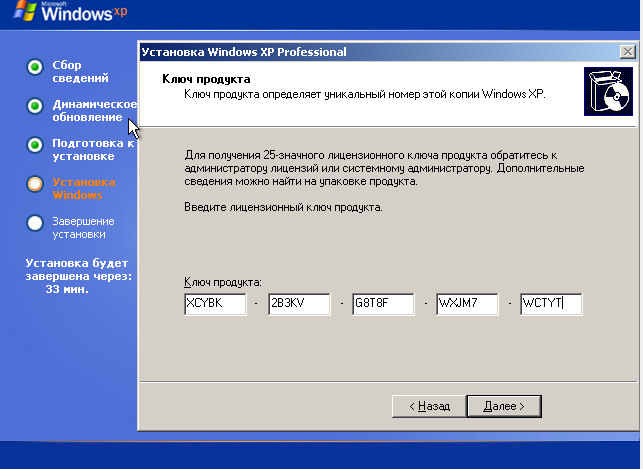 Microsoft
Windows xp
Сбор
сведений
Динамическое
обновление
Подготовка к
установке
Установка
Windows
Завершение
установки
Установка будет
завершена через:
33 мин.
Установка Windows XP Professional
Ключ продукта
Ключ продукта определяет уникальный номер этой копии Windows XP.
Для получения 25-значного лицензионного ключа продукта обратитесь к
администратору лицензий или системному администратору. Дополнительные
сведения можно найти на упаковке продукта.
Введите лицензионный ключ продукта.
Ключ продукта:
XCYBK - 2B3KV - G8T8F - WXJM7 - WCTYT
< Назад Далее >